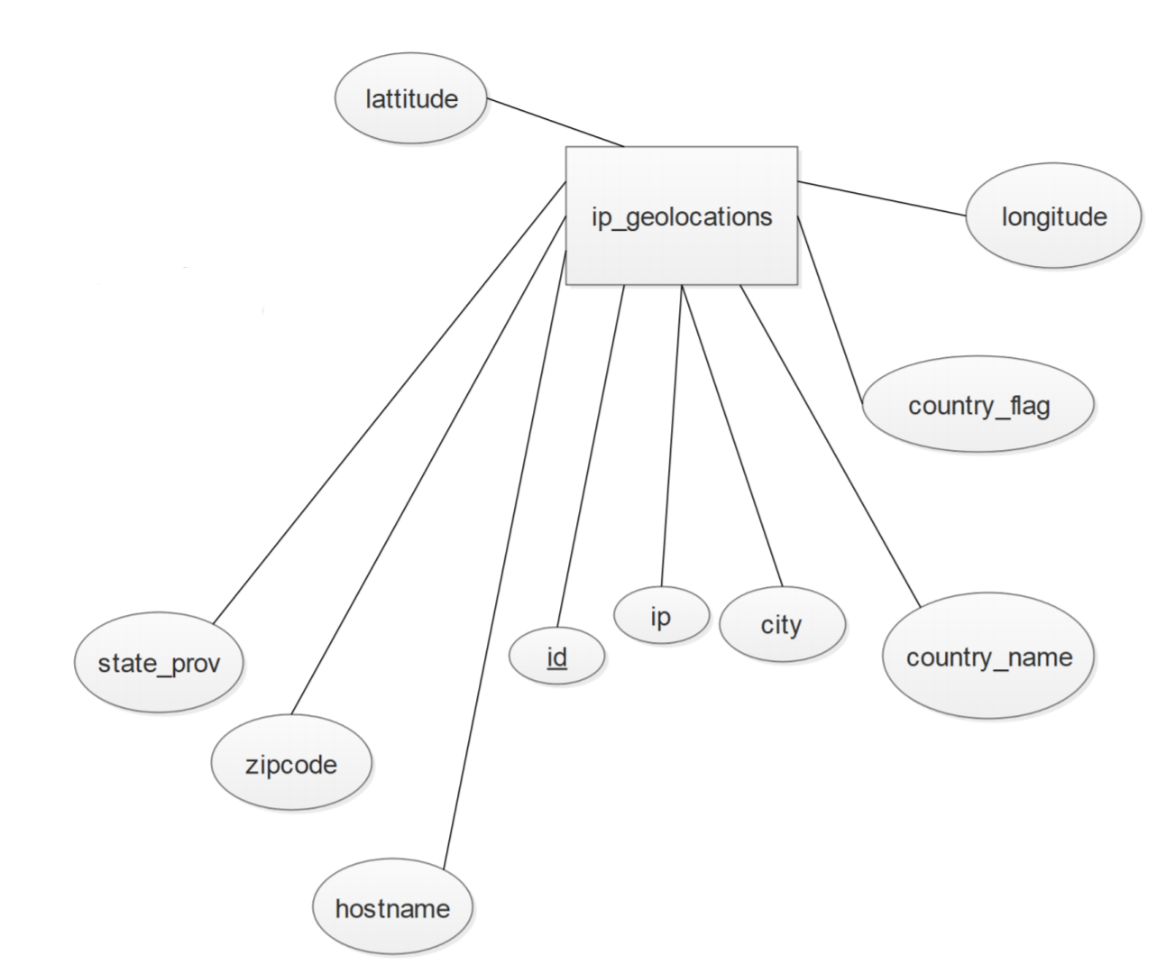 lattitude
ip_geolocations
longitude
country_flag
ip
city
id
country_name
state_prov
zipcode
hostname